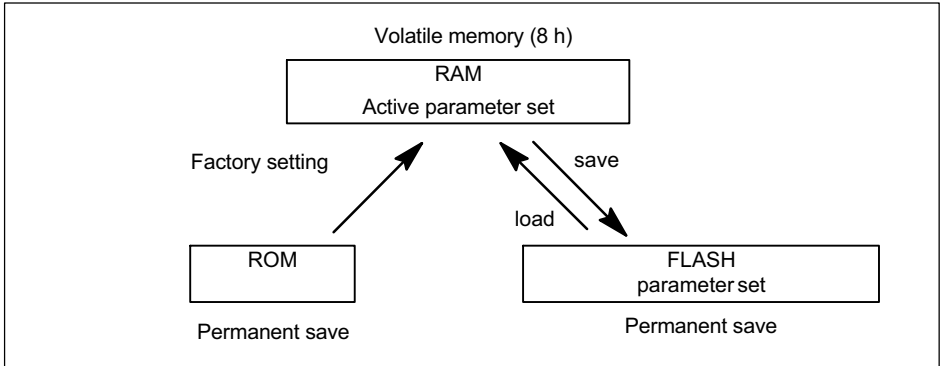 Volatile memory (8 h)
RAM
Active parameter set
Factory setting
save
load
ROM
FLASH
parameter set
Permanent save
Permanent save